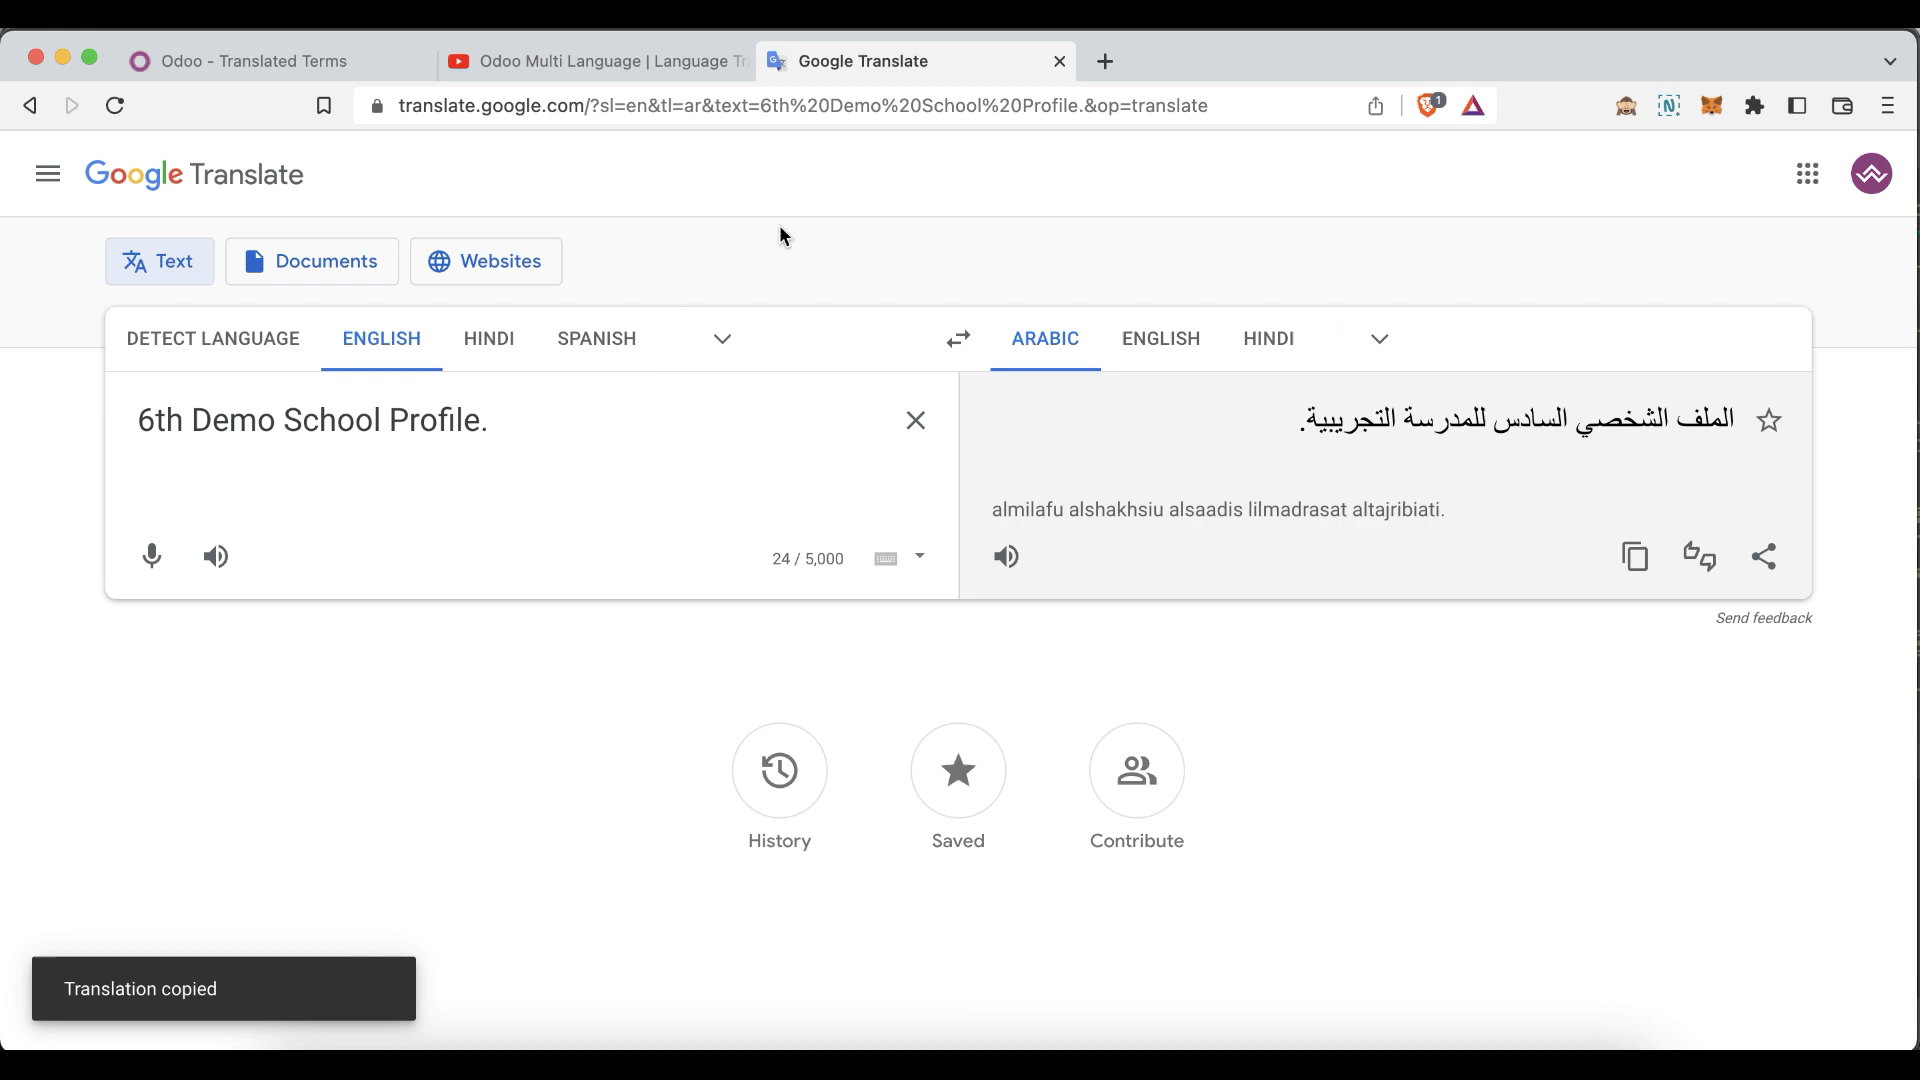 Odoo - Translated Terms
Odoo Multi Language | Language Tr
Google Translate
translate.google.com/?sl=en&tl=ar&text=6th%20Demo%20School%20Profile.&op=translate
1
Google Translate
Text
Documents
Websites
DETECT LANGUAGE
ENGLISH
HINDI
SPANISH
ARABIC
ENGLISH
HINDI
6th Demo School Profile.
24 / 5,000
الملف الشخصي السادس للمدرسة التجريبية.
almilafu alshakhsiu alsaadis lilmadrasat altajribiati.
Send feedback
History
Saved
Contribute
Translation copied